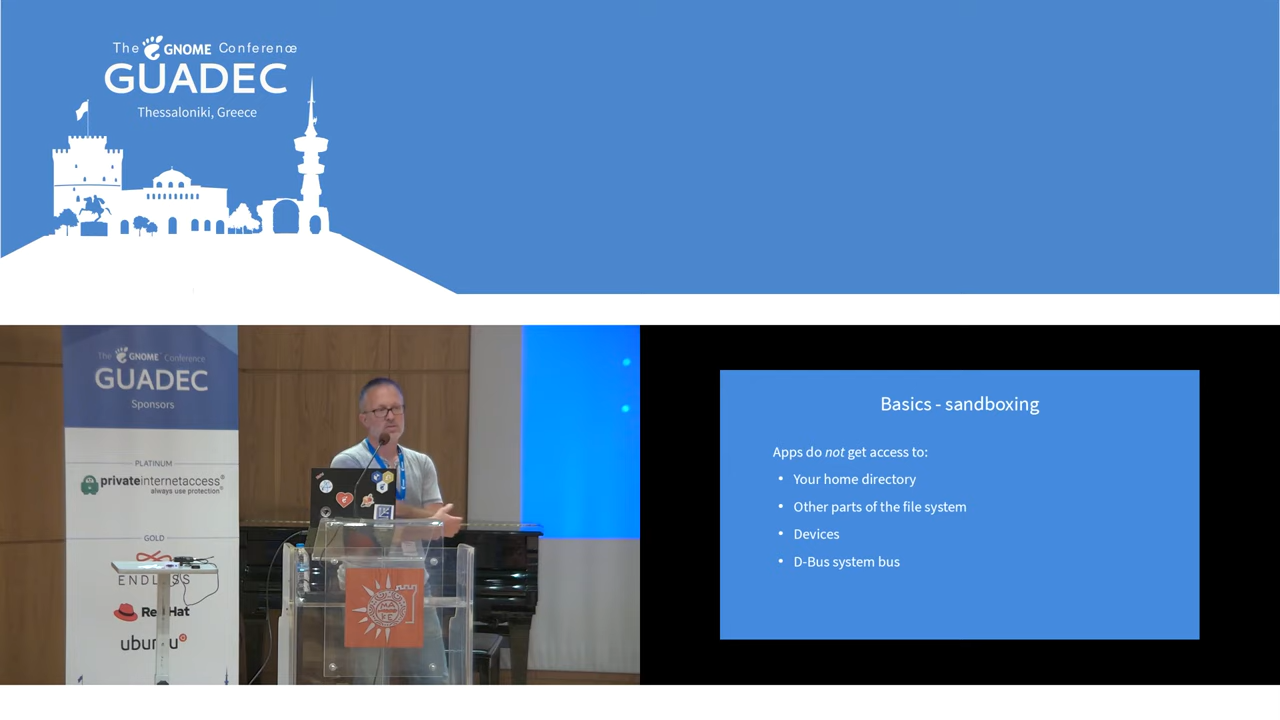 The GNOME Conference
GUADEC
Thessaloniki, Greece
The GNOME Conference
GUADEC
Sponsors
PLATINUM
privateinternetaccess®
always use protection®
GOLD
ENDLESS
Red Hat
ubuntu®
Basics - sandboxing
Apps do not get access to:
• Your home directory
• Other parts of the file system
• Devices
• D-Bus system bus